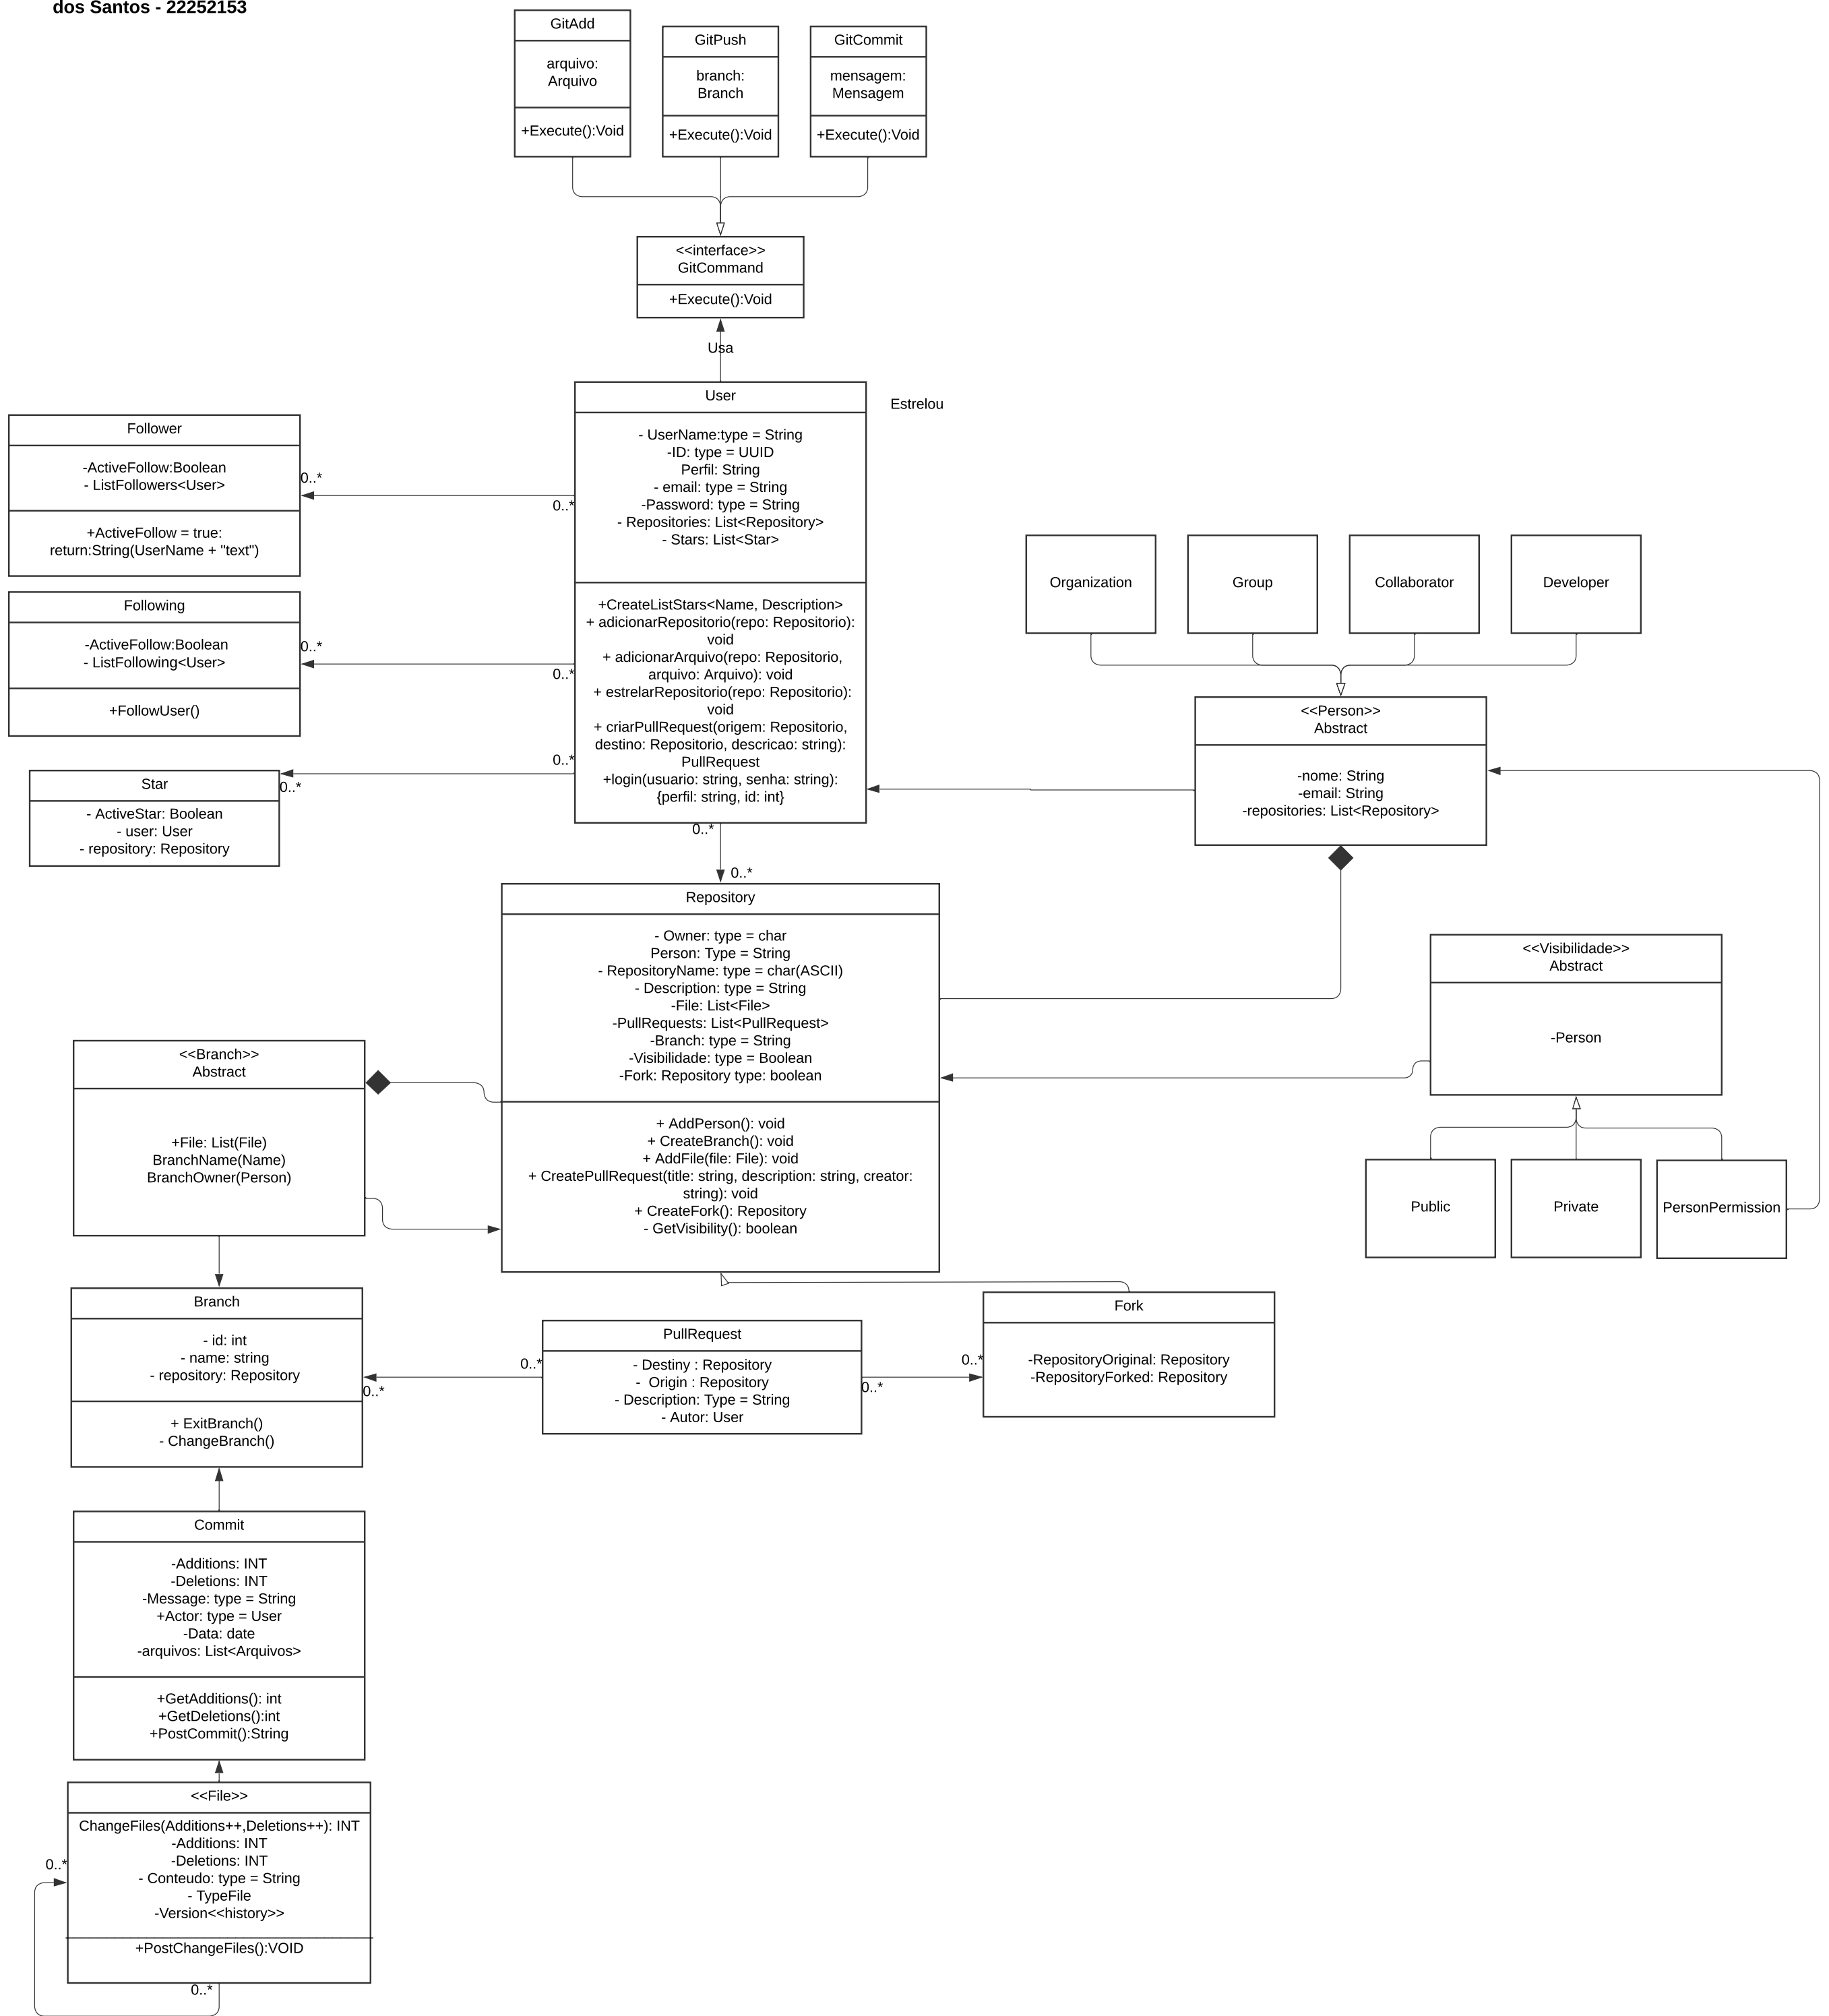 dos Santos - 22252153
GitAdd
arquivo:
Arquivo
+Execute():Void
GitPush
branch:
Branch
+Execute():Void
GitCommit
mensagem:
Mensagem
+Execute():Void
<<interface>>
GitCommand
+Execute():Void
Usa
User
- UserName:type = String
-ID: type = UUID
Perfil: String
- email: type = String
-Password: type = String
- Repositories: List<Repository>
- Stars: List<Star>
+CreateListStars<Name, Description>
+ adicionarRepositorio(repo: Repositorio):
void
+ adicionarArquivo(repo: Repositorio,
arquivo: Arquivo): void
+ estrelarRepositorio(repo: Repositorio):
void
+ criarPullRequest(origem: Repositorio,
destino: Repositorio, descricao: string):
PullRequest
+login(usuario: string, senha: string):
{perfil: string, id: int}
Estrelou
Follower
-ActiveFollow:Boolean
- ListFollowers<User>
+ActiveFollow = true:
return:String(UserName + "text")
0..*
0..*
Following
-ActiveFollow:Boolean
- ListFollowing<User>
+FollowUser()
0..*
0..*
Star
- ActiveStar: Boolean
- user: User
- repository: Repository
0..*
0..*
Organization
Group
Collaborator
Developer
<<Person>>
Abstract
-nome: String
-email: String
-repositories: List<Repository>
0..*
0..*
Repository
- Owner: type = char
Person: Type = String
- RepositoryName: type = char(ASCII)
- Description: type = String
-File: List<File>
-PullRequests: List<PullRequest>
-Branch: type = String
-Visibilidade: type = Boolean
-Fork: Repository type: boolean
+ AddPerson(): void
+ CreateBranch(): void
+ AddFile(file: File): void
+ CreatePullRequest(title: string, description: string, creator:
string): void
+ CreateFork(): Repository
- GetVisibility(): boolean
<<Visibilidade>>
Abstract
-Person
Public
Private
PersonPermission
<<Branch>>
Abstract
+File: List(File)
BranchName(Name)
BranchOwner(Person)
Branch
- id: int
- name: string
- repository: Repository
+ ExitBranch()
- ChangeBranch()
0..*
0..*
PullRequest
- Destiny : Repository
- Origin : Repository
- Description: Type = String
- Autor: User
0..*
0..*
Fork
-RepositoryOriginal: Repository
-RepositoryForked: Repository
Commit
-Additions: INT
-Deletions: INT
-Message: type = String
+Actor: type = User
-Data: date
-arquivos: List<Arquivos>
+GetAdditions(): int
+GetDeletions():int
+PostCommit():String
<<File>>
ChangeFiles(Additions++,Deletions++): INT
-Additions: INT
-Deletions: INT
- Conteudo: type = String
- TypeFile
-Version<<history>>
+PostChangeFiles():VOID
0..*
0..*